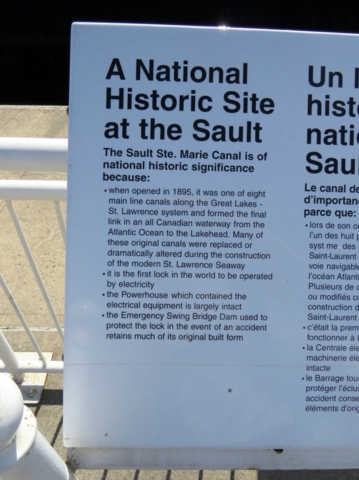 A National
Historic Site
at the Sault
The Sault Ste. Marie Canal is of
national historic significance
because:
• when opened in 1895, it was one of eight
main line canals along the Great Lakes -
St. Lawrence system and formed the final
link in an all Canadian waterway from the
Atlantic Ocean to the Lakehead. Many of
these original canals were replaced or
dramatically altered during the construction
of the modern St. Lawrence Seaway
• it is the first lock in the world to be operated
by electricity
• the Powerhouse which contained the
electrical equipment is largely intact
• the Emergency Swing Bridge Dam used to
protect the lock in the event of an accident
retains much of its original built form
Un
hist
natio
Sau
Le canal de
d'importan
parce que:
• lors de son o
l'un des huit p
syst me des
Saint-Laurent
voie navigabl
l'océan Atlant
Plusieurs de c
ou modifiés c
construction d
Saint-Laurent
• c'était la prem
fonctionner à l
• la Centrale éle
machinerie éle
intacte
• le Barrage tou
protéger l'éclus
accident conse
éléments d'orig